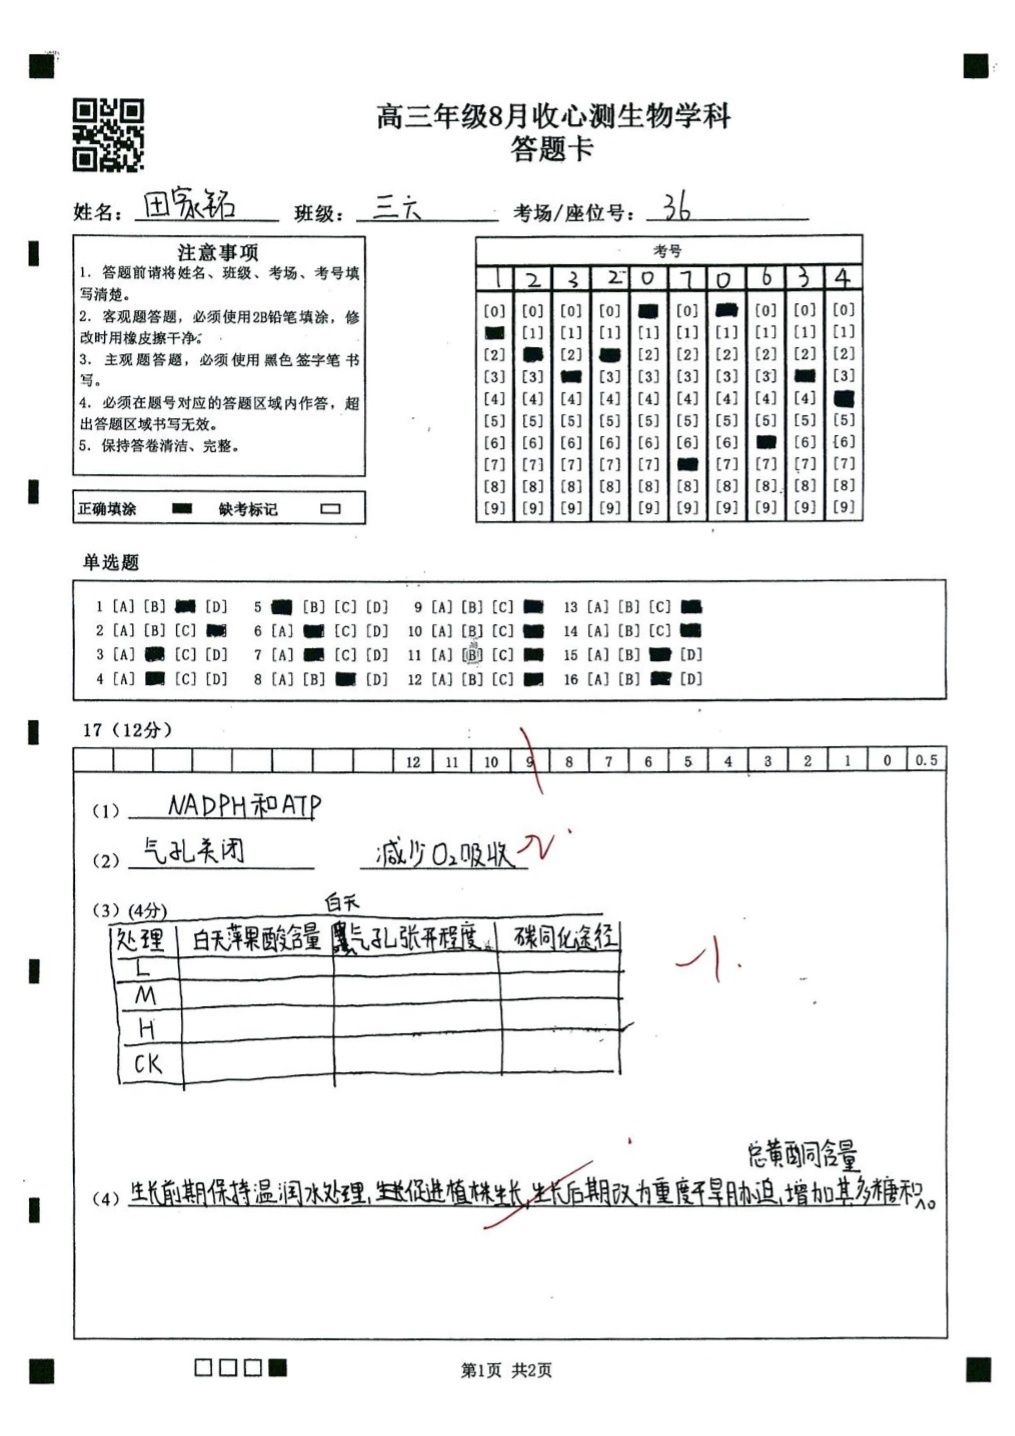 高三年级8月收心测生物学科
答题卡
姓名: 田家铭 班级: 三六 考场/座位号: 36
注意事项
1. 答题前请将姓名、班级、考场、考号填
写清楚。
2. 客观题答题，必须使用2B铅笔填涂，修
改时用橡皮擦干净。
3. 主观题答题，必须使用黑色签字笔书
写。
4. 必须在题号对应的答题区域内作答，超
出答题区域书写无效。
5. 保持答卷清洁、完整。
正确填涂 缺考标记
考号
1 2 3 2 0 7 0 6 3 4
[0] [0] [0] [0] [0] [0] [0]
[1] [1] [1] [1] [1] [1] [1] [1] [1]
[2] [2] [2] [2] [2] [2] [2] [2]
[3] [3] [3] [3] [3] [3] [3] [3]
[4] [4] [4] [4] [4] [4] [4] [4] [4]
[5] [5] [5] [5] [5] [5] [5] [5] [5] [5]
[6] [6] [6] [6] [6] [6] [6] [6] [6]
[7] [7] [7] [7] [7] [7] [7] [7] [7]
[8] [8] [8] [8] [8] [8] [8] [8] [8] [8]
[9] [9] [9] [9] [9] [9] [9] [9] [9] [9]
单选题
1 [A] [B] [D] 5 [B] [C] [D] 9 [A] [B] [C] 13 [A] [B] [C]
2 [A] [B] [C] 6 [A] [C] [D] 10 [A] [B] [C] 14 [A] [B] [C]
3 [A] [C] [D] 7 [A] [C] [D] 11 [A] [B] [C] 15 [A] [B] [D]
4 [A] [C] [D] 8 [A] [B] [D] 12 [A] [B] [C] 16 [A] [B] [D]
17（12分）
12 11 10 9 8 7 6 5 4 3 2 1 0 0.5
(1) NADPH和ATP
(2) 气孔关闭 减少O₂吸收
(3) (4分)
白天
处理 白天苹果酸含量 气孔张开程度 碳同化途径
L
M
H
CK
总黄酮含量
(4) 生长前期保持湿润水处理, 促进植株生长, 生长后期改为重度干旱胁迫, 增加其多糖和。
第1页 共2页